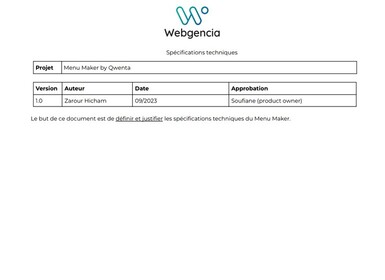 Webgencia
Spécifications techniques
Projet Menu Maker by Qwenta
Version Auteur Date Approbation
1.0 Zarour Hicham 09/2023 Soufiane (product owner)
Le but de ce document est de définir et justifier les spécifications techniques du Menu Maker.